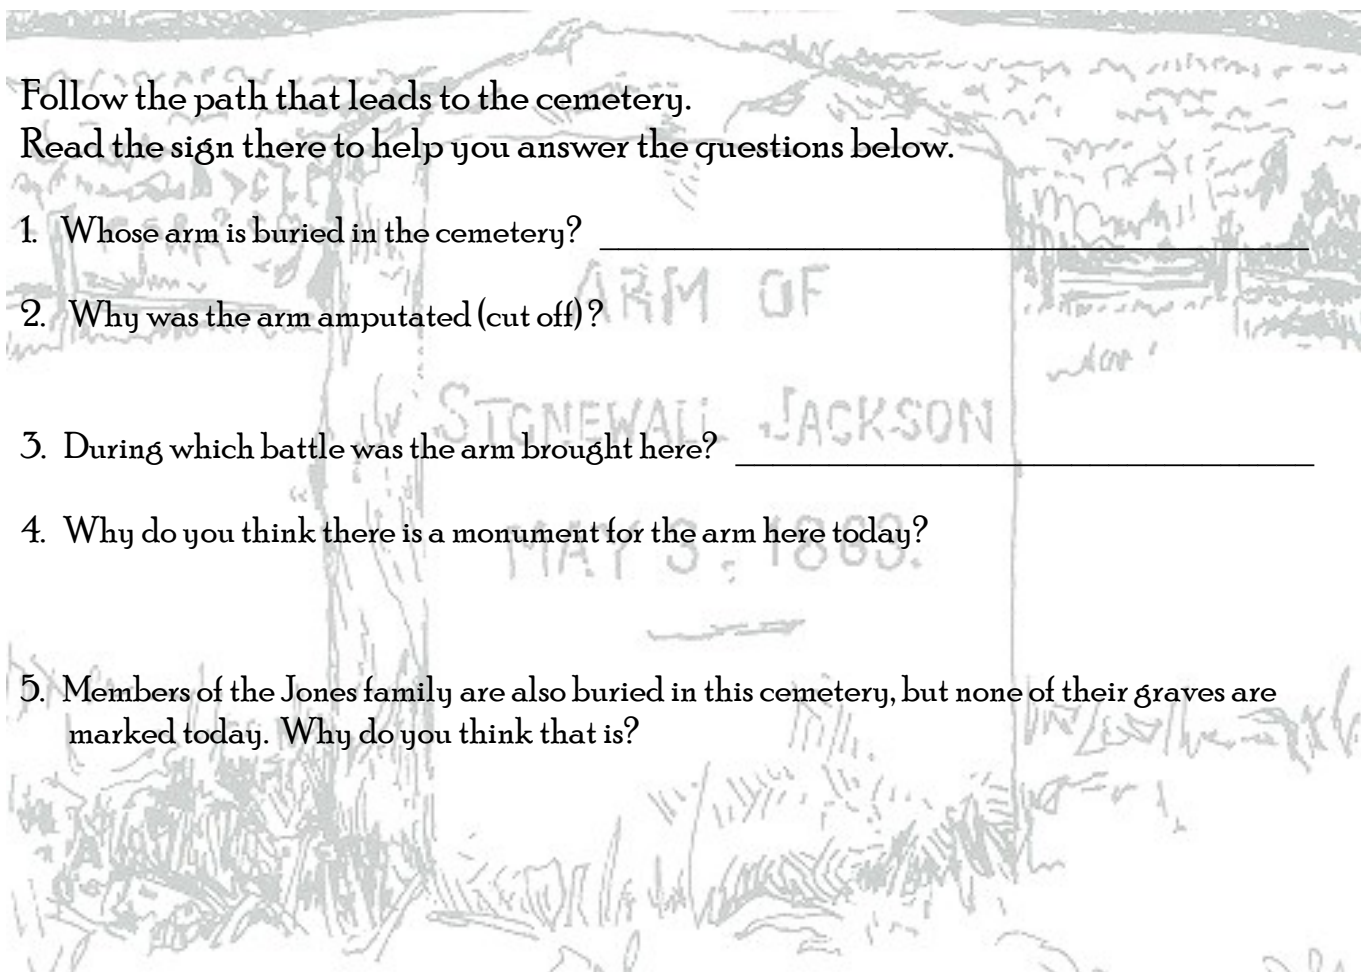 Follow the path that leads to the cemetery.
Read the sign there to help you answer the questions below.
1. Whose arm is buried in the cemetery? ______________________________
2. Why was the arm amputated (cut off)?
ARM OF
STONEWALL JACKSON
3. During which battle was the arm brought here? ______________________________
4. Why do you think there is a monument for the arm here today?
MAY 3, 1863.
5. Members of the Jones family are also buried in this cemetery, but none of their graves are
marked today. Why do you think that is?